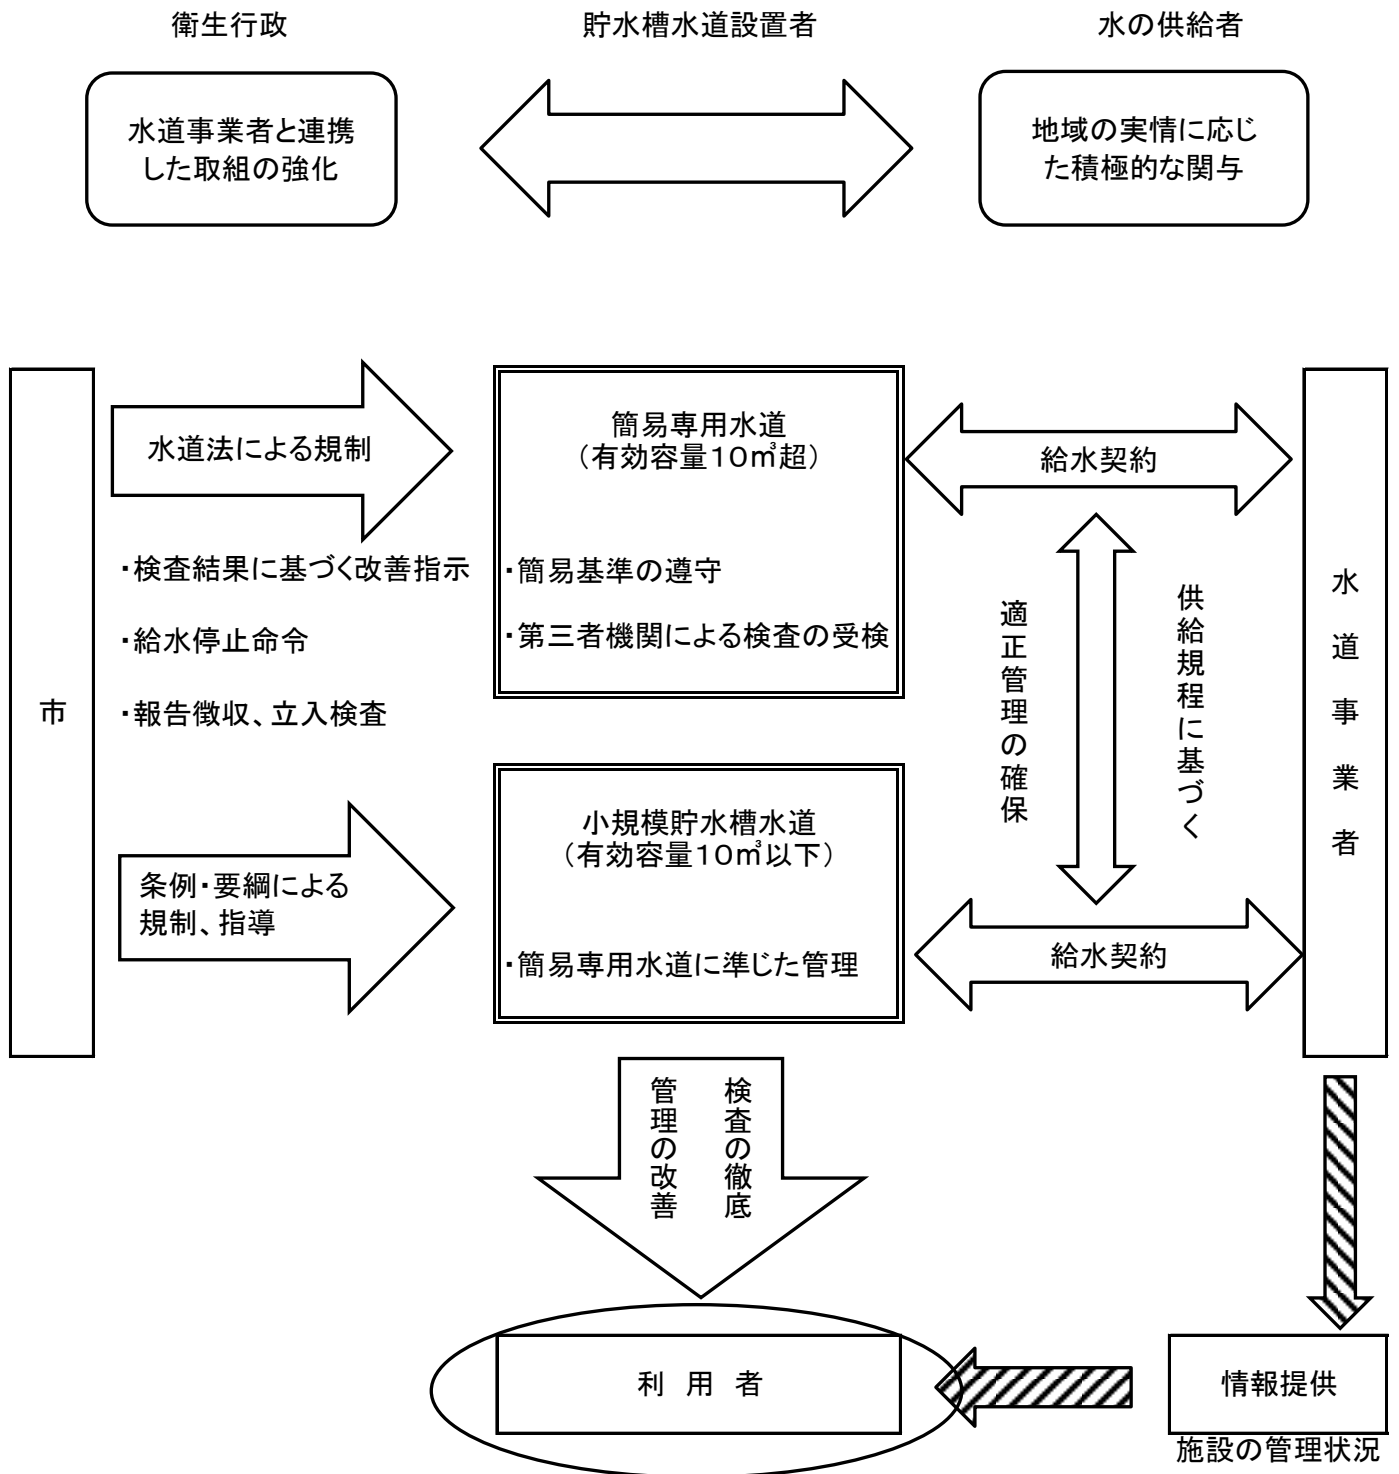 衛生行政
貯水槽水道設置者
水の供給者
水道事業者と連携
した取組の強化
地域の実情に応じ
た積極的な関与
市
水道法による規制
・検査結果に基づく改善指示
・給水停止命令
・報告徴収、立入検査
条例・要綱による
規制、指導
簡易専用水道
（有効容量１０㎥超）
・簡易基準の遵守
・第三者機関による検査の受検
小規模貯水槽水道
（有効容量１０㎥以下）
・簡易専用水道に準じた管理
給水契約
供給規程に基づく
適正管理の確保
給水契約
水道事業者
検査の徹底
管理の改善
利用者
情報提供
施設の管理状況